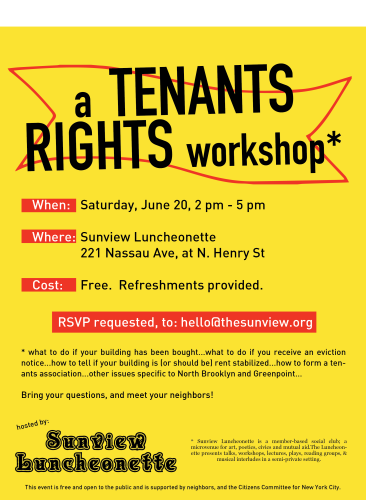 a TENANTS
RIGHTS workshop*
When: Saturday, June 20, 2 pm - 5 pm
Where: Sunview Luncheonette
221 Nassau Ave, at N. Henry St
Cost: Free. Refreshments provided.
RSVP requested, to: hello@thesunview.org
* what to do if your building has been bought...what to do if you receive an eviction
notice...how to tell if your building is (or should be) rent stabilized...how to form a ten-
ants association...other issues specific to North Brooklyn and Greenpoint...
Bring your questions, and meet your neighbors!
hosted by:
Sunview
Luncheonette
* Sunview Luncheonette is a member-based social club; a
microvenue for art, poetics, civics and mutual aid.The Luncheon-
ette presents talks, workshops, lectures, plays, reading groups, &
musical interludes in a semi-private setting.
This event is free and open to the public and is supported by neighbors, and the Citizens Committee for New York City.